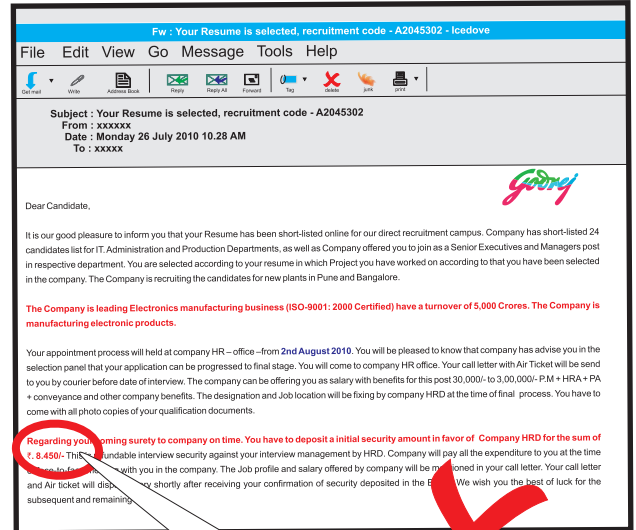 Fw : Your Resume is selected, recruitment code - A2045302 - Icedove
File Edit View Go Message Tools Help
Get mail Write Address Book Reply Reply All Forward Tag delete junk print
Subject : Your Resume is selected, recruitment code - A2045302
From : xxxxxx
Date : Monday 26 July 2010 10.28 AM
To : xxxxx
Godrej
Dear Candidate,
It is our good pleasure to inform you that your Resume has been short-listed online for our direct recruitment campus. Company has short-listed 24
candidates list for IT. Administration and Production Departments, as well as Company offered you to join as a Senior Executives and Managers post
in respective department. You are selected according to your resume in which Project you have worked on according to that you have been selected
in the company. The Company is recruiting the candidates for new plants in Pune and Bangalore.
The Company is leading Electronics manufacturing business (ISO-9001: 2000 Certified) have a turnover of 5,000 Crores. The Company is
manufacturing electronic products.
Your appointment process will held at company HR – office –from 2nd August 2010. You will be pleased to know that company has advise you in the
selection panel that your application can be progressed to final stage. You will come to company HR office. Your call letter with Air Ticket will be send
to you by courier before date of interview. The company can be offering you as salary with benefits for this post 30,000/- to 3,00,000/- P.M + HRA + PA
+ conveyance and other company benefits. The designation and Job location will be fixing by company HRD at the time of final process. You have to
come with all photo copies of your qualification documents.
Regarding your coming surety to company on time. You have to deposit a initial security amount in favor of Company HRD for the sum of
₹. 8.450/- This refundable interview security against your interview management by HRD. Company will pay all the expenditure to you at the time
with you in the company. The Job profile and salary offered by company will be mentioned in your call letter. Your call letter
and Air ticket will shortly after receiving your confirmation of security deposited in the We wish you the best of luck for the
subsequent and remaining